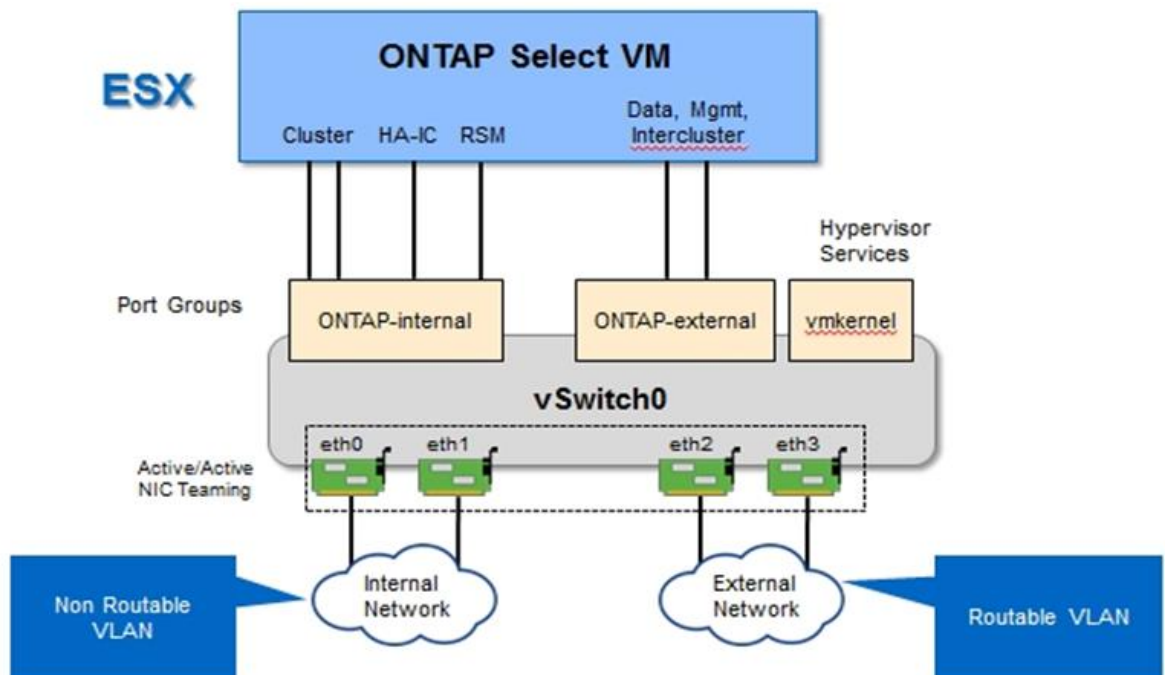 ONTAP Select VM
ESX
Cluster
HA-IC
RSM
Data, Mgmt,
Intercluster
Hypervisor
Services
Port Groups
ONTAP-internal
ONTAP-external
vmkernel
vSwitch0
eth0
eth1
eth2
eth3
Active/Active
NIC Teaming
Internal
Network
External
Network
Non Routable
VLAN
Routable VLAN